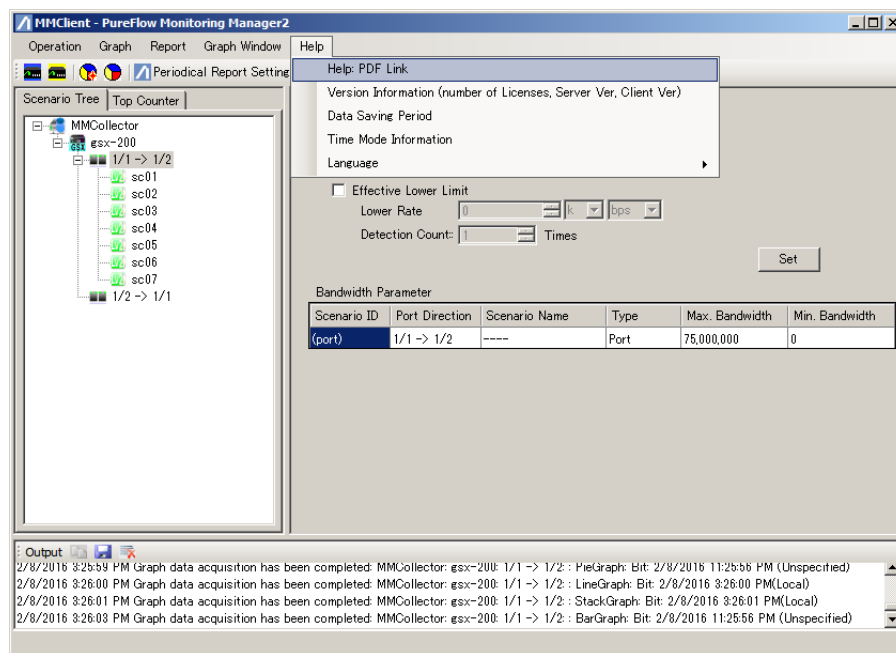 MMClient - PureFlow Monitoring Manager2
Operation Graph Report Graph Window Help
Periodical Report Setting
Help: PDF Link
Version Information (number of Licenses, Server Ver, Client Ver)
Data Saving Period
Time Mode Information
Language
Scenario Tree Top Counter
MMCollector
GSX gsx-200
1/1 -> 1/2
sc01
sc02
sc03
sc04
sc05
sc06
sc07
1/2 -> 1/1
Effective Lower Limit
Lower Rate 0 k bps
Detection Count: 1 Times
Set
Bandwidth Parameter
Scenario ID Port Direction Scenario Name Type Max. Bandwidth Min. Bandwidth
(port) 1/1 -> 1/2 ---- Port 75,000,000 0
Output
2/8/2016 3:25:59 PM Graph data acquisition has been completed: MMCollector: gsx-200: 1/1 -> 1/2: : PieGraph: Bit: 2/8/2016 11:25:56 PM (Unspecified)
2/8/2016 3:26:00 PM Graph data acquisition has been completed: MMCollector: gsx-200: 1/1 -> 1/2: : LineGraph: Bit: 2/8/2016 3:26:00 PM(Local)
2/8/2016 3:26:01 PM Graph data acquisition has been completed: MMCollector: gsx-200: 1/1 -> 1/2: : StackGraph: Bit: 2/8/2016 3:26:01 PM(Local)
2/8/2016 3:26:03 PM Graph data acquisition has been completed: MMCollector: gsx-200: 1/1 -> 1/2: : BarGraph: Bit: 2/8/2016 11:25:56 PM (Unspecified)